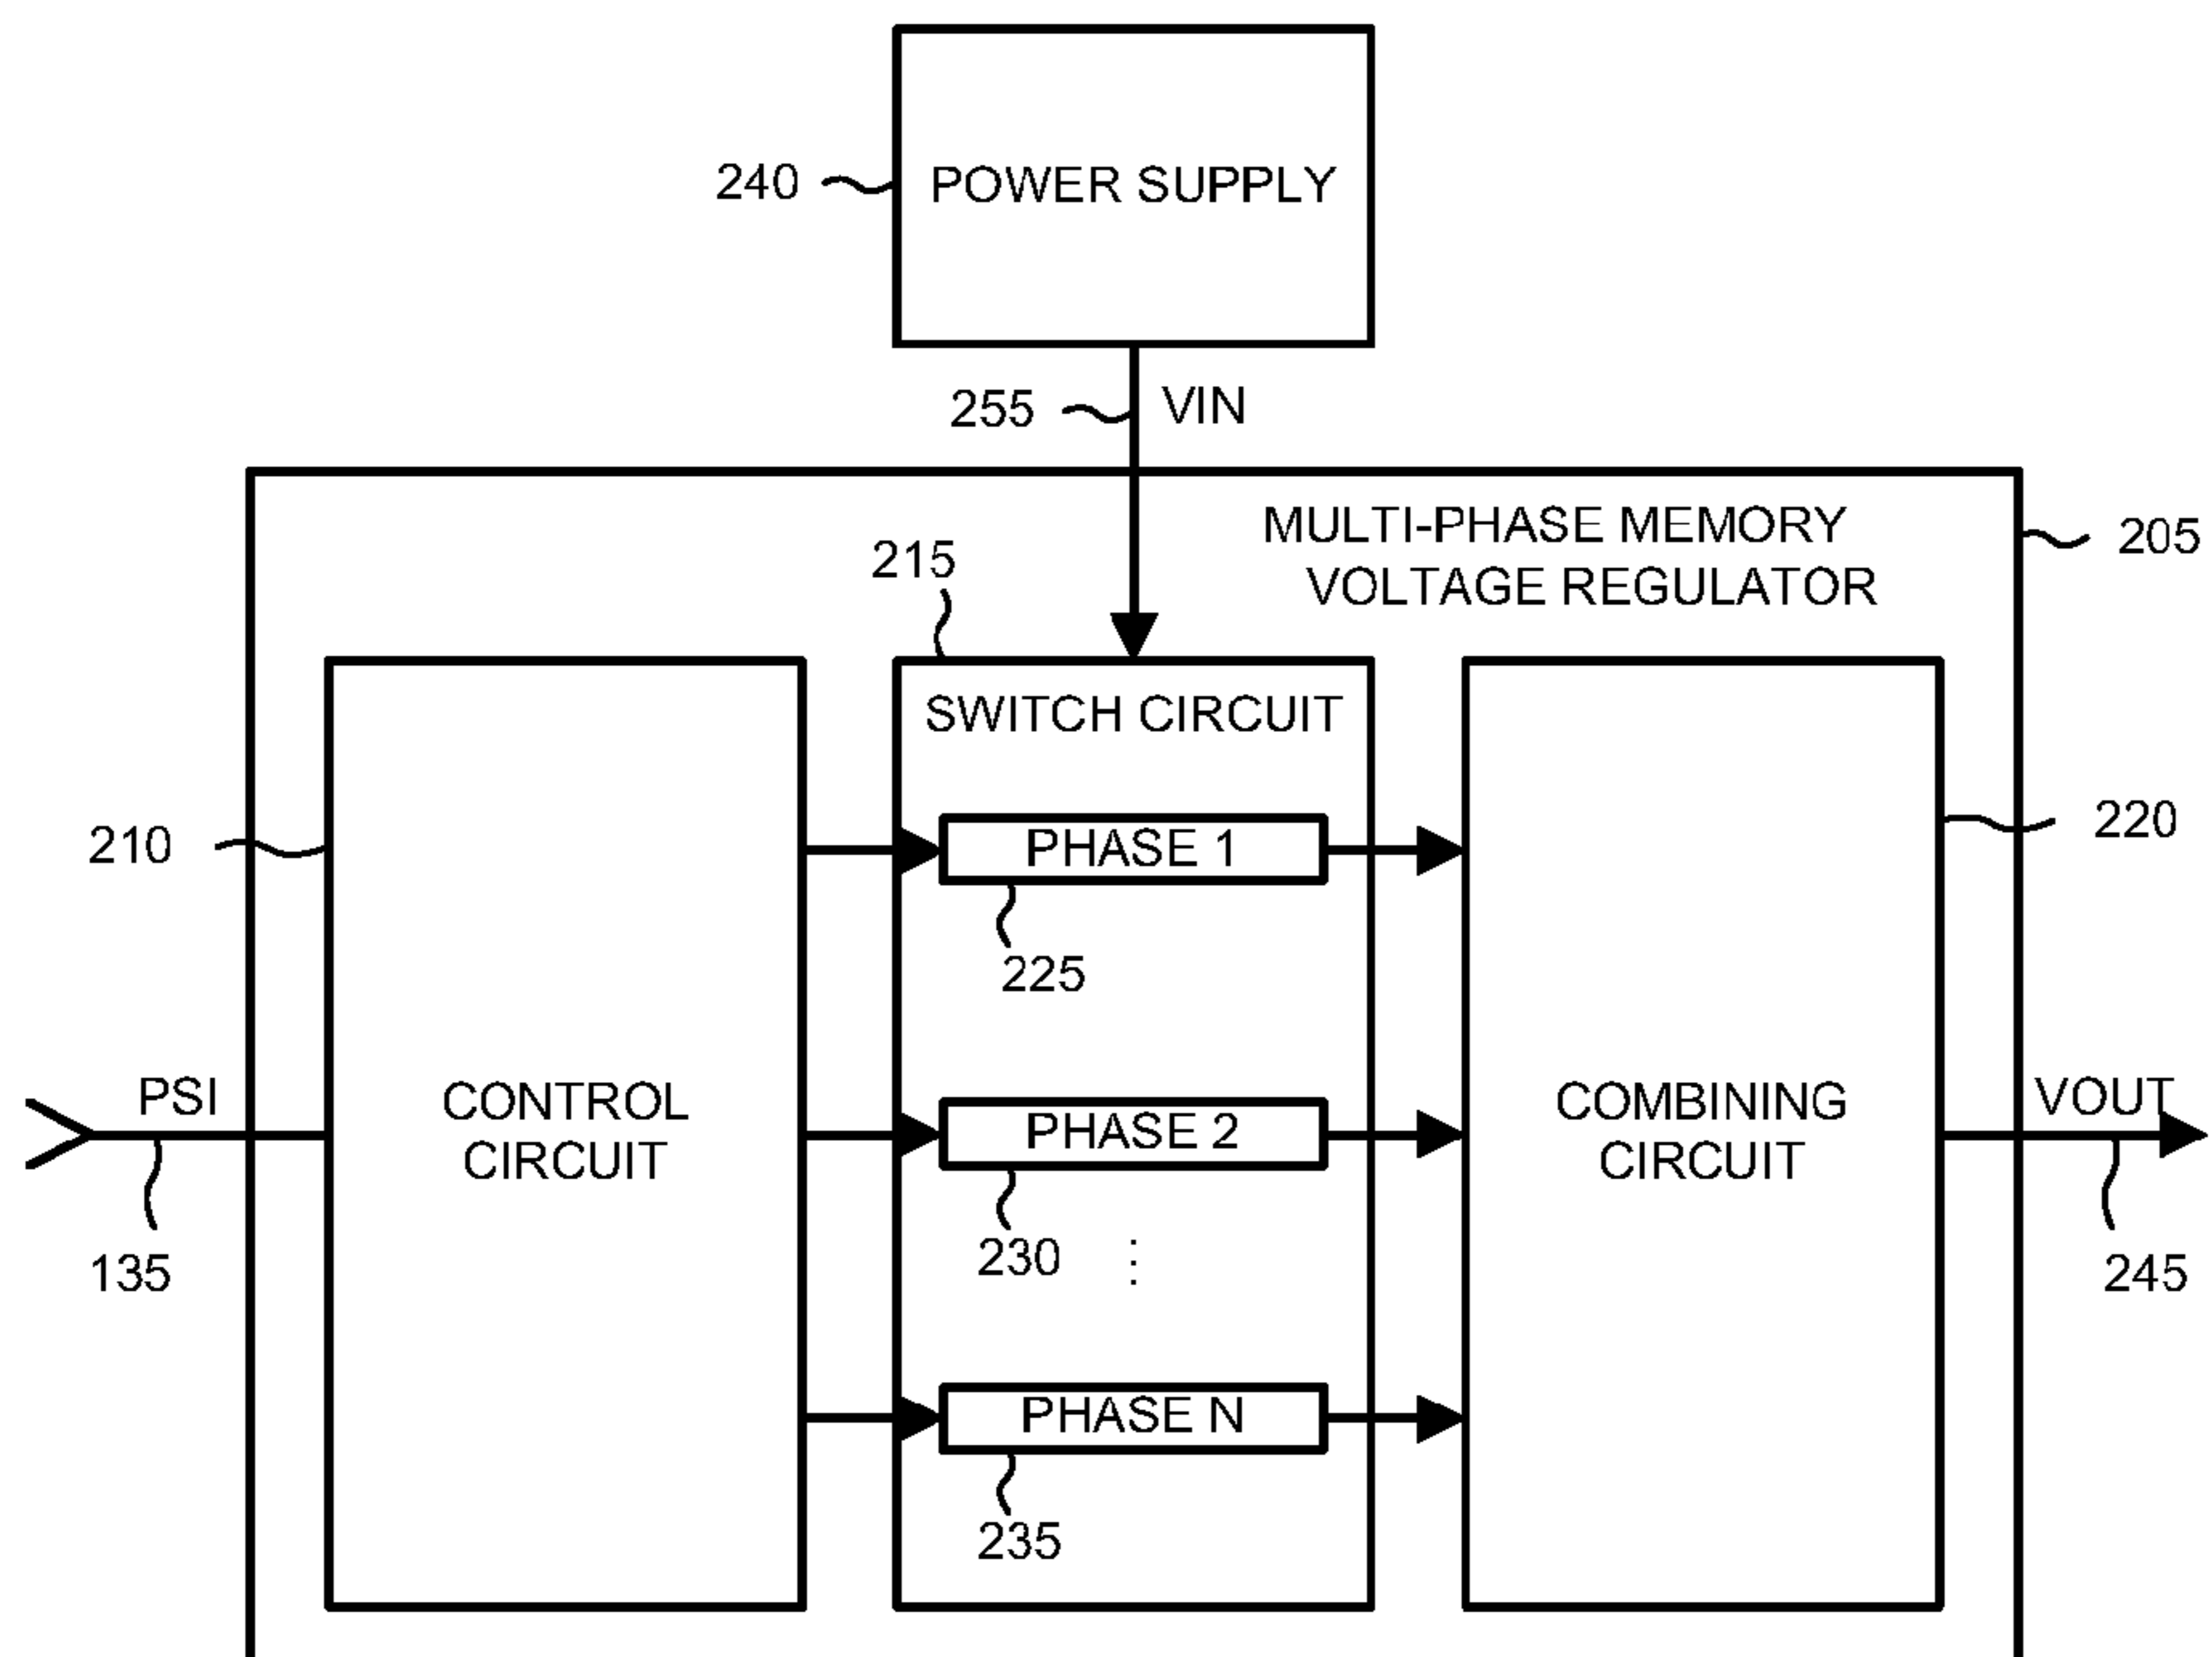 240
POWER SUPPLY
255
VIN
MULTI-PHASE MEMORY
VOLTAGE REGULATOR
205
215
SWITCH CIRCUIT
210
PHASE 1
220
225
PSI
CONTROL
CIRCUIT
PHASE 2
COMBINING
CIRCUIT
VOUT
135
230
⋮
245
PHASE N
235